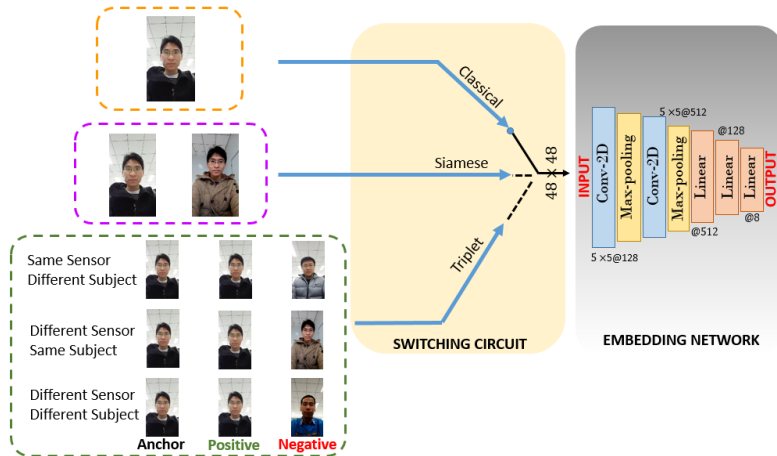 Classical
Siamese
Triplet
48 × 48
SWITCHING CIRCUIT
INPUT
Conv-2D
Max-pooling
Conv-2D
Max-pooling
Linear
Linear
Linear
OUTPUT
5 ×5@128
5 ×5@512
@512
@128
@8
EMBEDDING NETWORK
Same Sensor
Different Subject
Different Sensor
Same Subject
Different Sensor
Different Subject
Anchor
Positive
Negative